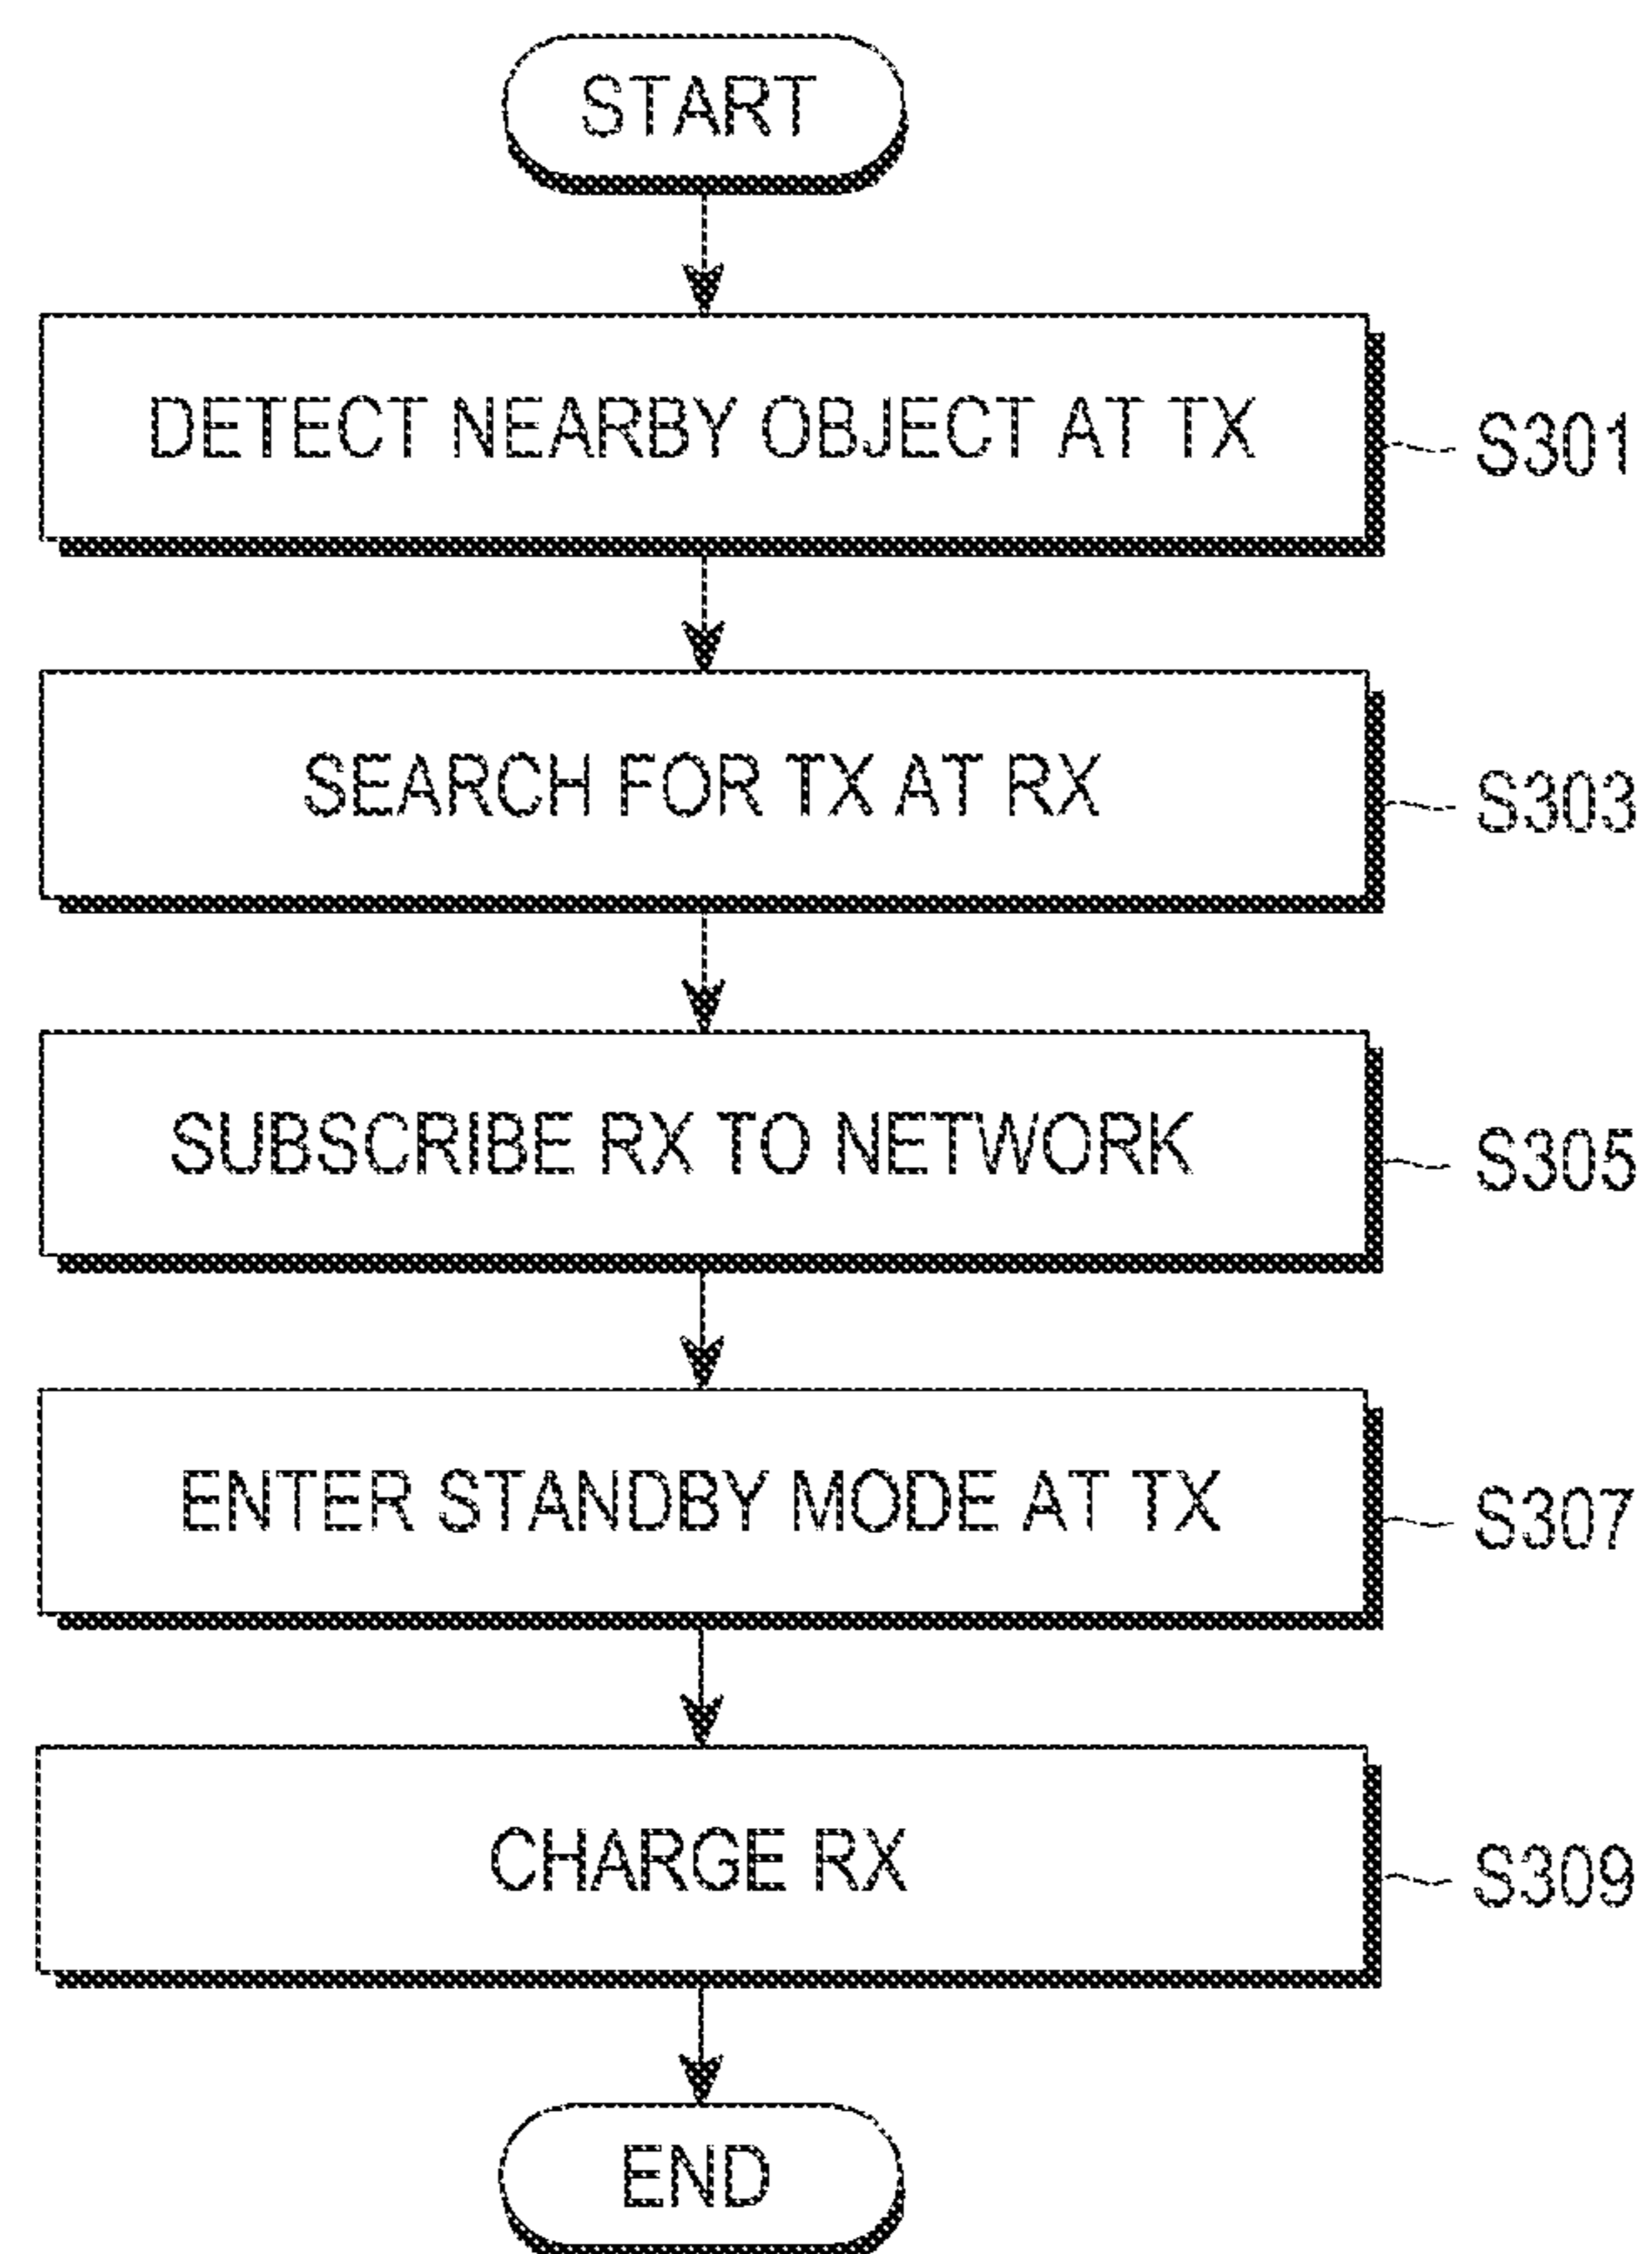 START
DETECT NEARBY OBJECT AT TX
S301
SEARCH FOR TX AT RX
S303
SUBSCRIBE RX TO NETWORK
S305
ENTER STANDBY MODE AT TX
S307
CHARGE RX
S309
END